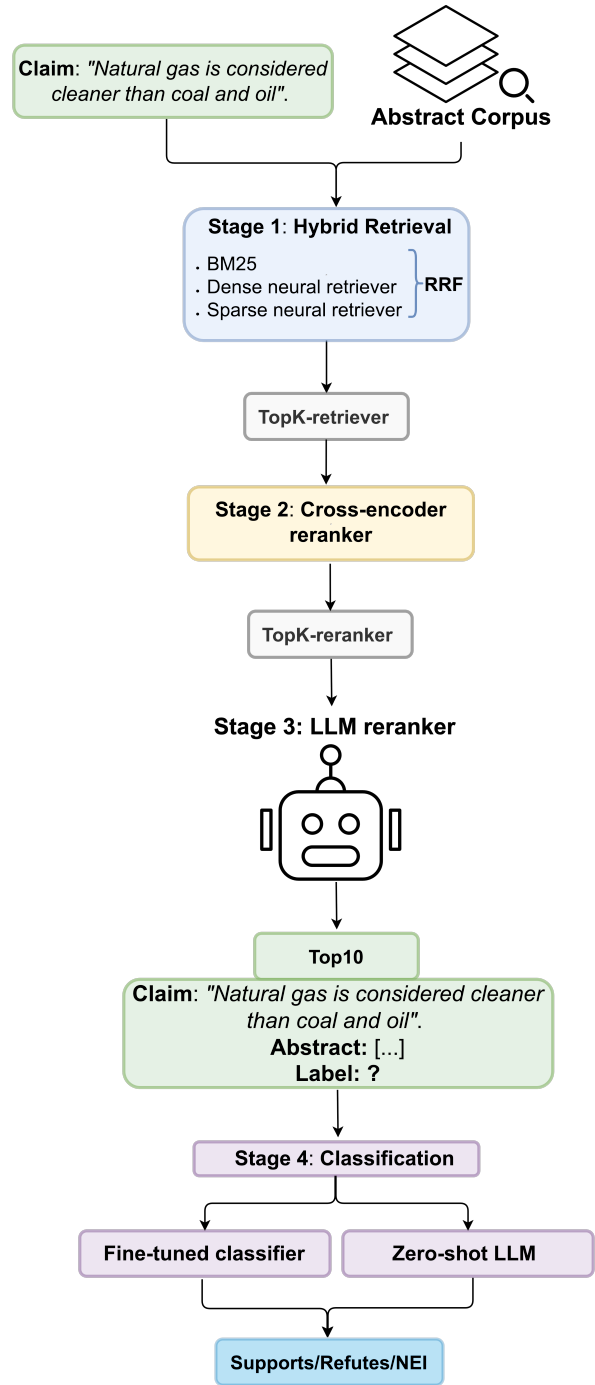 Claim: "Natural gas is considered
cleaner than coal and oil".
Abstract Corpus
Stage 1: Hybrid Retrieval
. BM25
. Dense neural retriever
. Sparse neural retriever
RRF
TopK-retriever
Stage 2: Cross-encoder
reranker
TopK-reranker
Stage 3: LLM reranker
Top10
Claim: "Natural gas is considered cleaner
than coal and oil".
Abstract: [...]
Label: ?
Stage 4: Classification
Fine-tuned classifier
Zero-shot LLM
Supports/Refutes/NEI